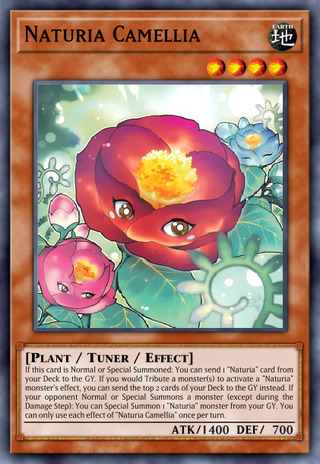 NATURIA CAMELLIA
EARTH
地
[PLANT / TUNER / EFFECT]
If this card is Normal or Special Summoned: You can send 1 "Naturia" card from
your Deck to the GY. If you would Tribute a monster(s) to activate a "Naturia"
monster's effect, you can send the top 2 cards of your Deck to the GY instead. If
your opponent Normal or Special Summons a monster (except during the
Damage Step): You can Special Summon 1 "Naturia" monster from your GY. You
can only use each effect of "Naturia Camellia" once per turn.
ATK/1400 DEF/ 700